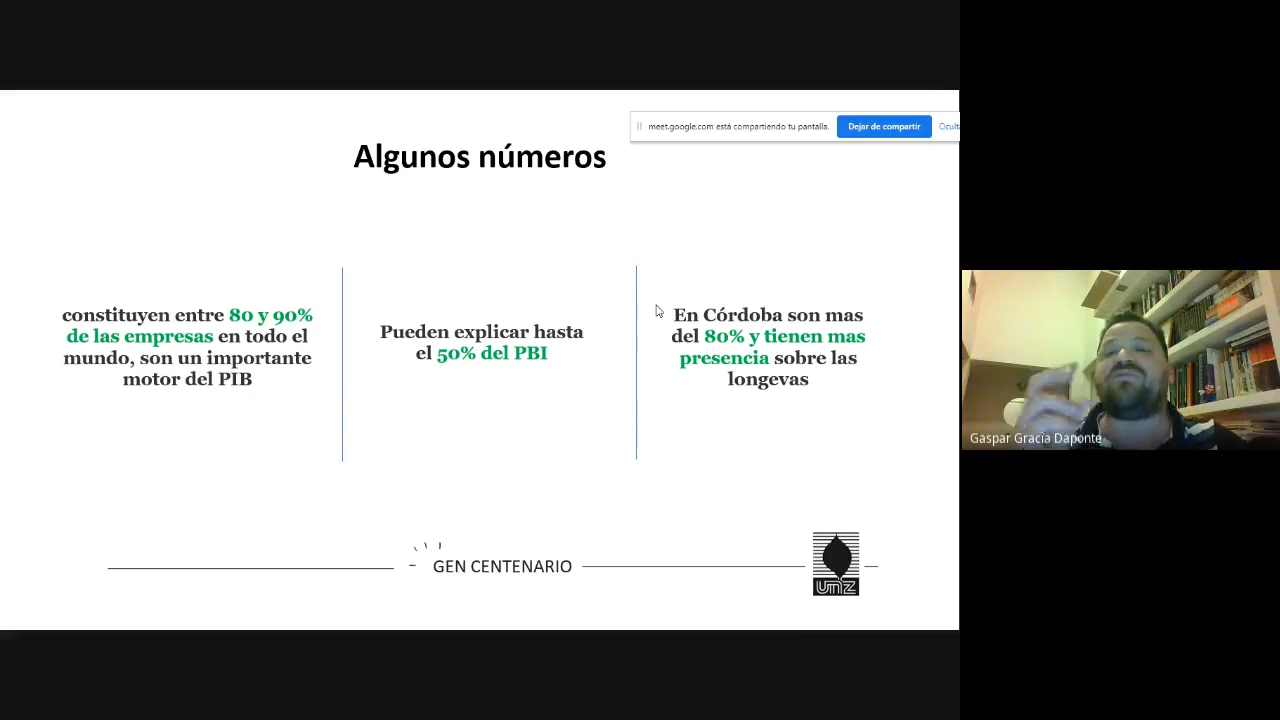 meet.google.com está compartiendo tu pantalla.
Dejar de compartir
Algunos números
constituyen entre 80 y 90%
de las empresas en todo el
mundo, son un importante
motor del PIB
Pueden explicar hasta
el 50% del PBI
En Córdoba son mas
del 80% y tienen mas
presencia sobre las
longevas
Gaspar Gracia Daponte
GEN CENTENARIO